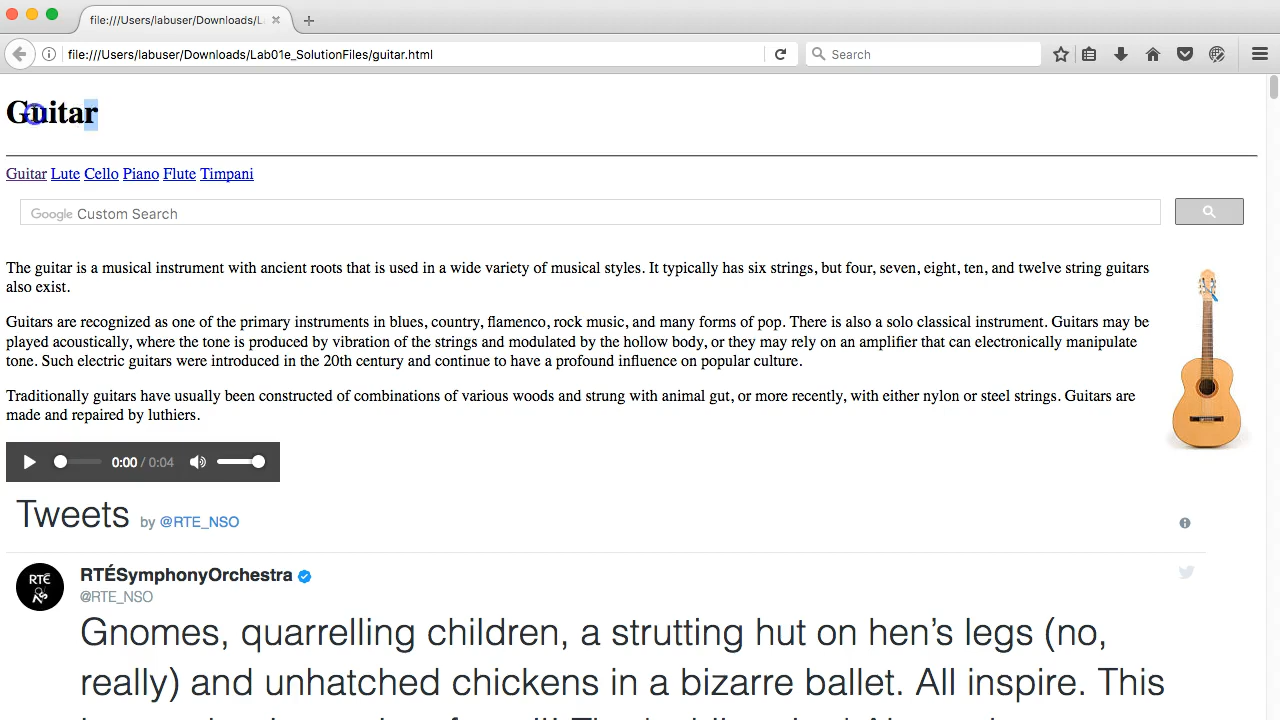 file:///Users/labuser/Downloads/L
file:///Users/labuser/Downloads/Lab01e_SolutionFiles/guitar.html
Search
Guitar
Guitar Lute Cello Piano Flute Timpani
Google Custom Search
The guitar is a musical instrument with ancient roots that is used in a wide variety of musical styles. It typically has six strings, but four, seven, eight, ten, and twelve string guitars
also exist.
Guitars are recognized as one of the primary instruments in blues, country, flamenco, rock music, and many forms of pop. There is also a solo classical instrument. Guitars may be
played acoustically, where the tone is produced by vibration of the strings and modulated by the hollow body, or they may rely on an amplifier that can electronically manipulate
tone. Such electric guitars were introduced in the 20th century and continue to have a profound influence on popular culture.
Traditionally guitars have usually been constructed of combinations of various woods and strung with animal gut, or more recently, with either nylon or steel strings. Guitars are
made and repaired by luthiers.
0:00 / 0:04
Tweets by @RTE_NSO
RTÉSymphonyOrchestra
@RTE_NSO
Gnomes, quarrelling children, a strutting hut on hen's legs (no,
really) and unhatched chickens in a bizarre ballet. All inspire. This